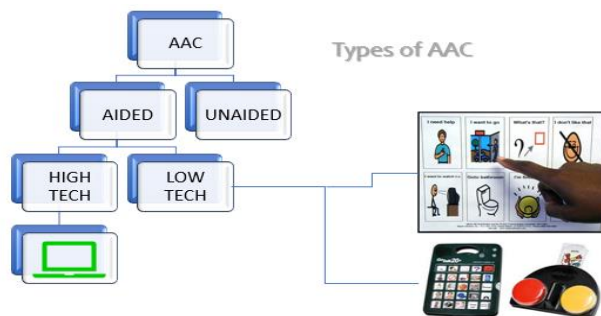 AAC
Types of AAC
AIDED
UNAIDED
HIGH
TECH
LOW
TECH
I need help
I want to go
What's that?
I don't like that